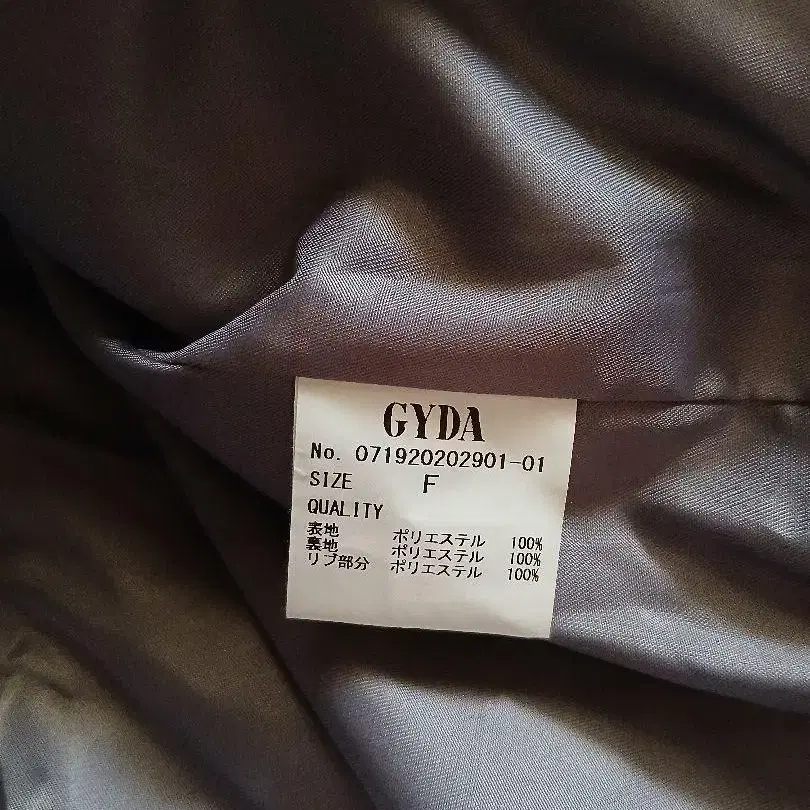 GYDA
No. 071920202901-01
SIZE F
QUALITY
表地 ポリエステル 100%
裏地 ポリエステル 100%
リブ部分 ポリエステル 100%